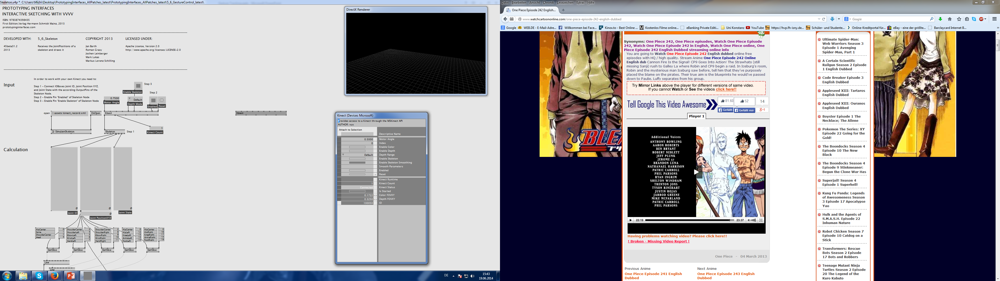 Skeleton.v4p * C:\Users\Michi\Desktop\PrototypingInterfaces_AllPatches_latest\PrototypingInterfaces_AllPatches_latest\5_6_GestureControl_latest\
PROTOTYPING INTERFACES
INTERACTIVE SKETCHING WITH VVVV
ISBN: 9783874398435
First Edition,Verlag Hermann Schmidt Mainz, 2013
prototypinginterfaces.com
DEVELOPED WITH:
45beta31.2
2013
5_6_Skeleton
Receives the JointPositions of a
skeleton and draws it
COPYRIGHT 2013
Jan Barth
Roman Grasy
Jochen Leinberger
Mark Lukas
Markus Lorenz Schilling
LICENSED UNDER:
Apache License, Version 2.0
http://www.apache.org/licenses/LICENSE-2.0
Input
In order to work with your own Kinect you need to:
Step 1 - Connect IOBoxes Joint ID, Joint Position XYZ,
and Joint State with the according OutputPins of the
Skeleton Node.
Step 2 - Enable Pin "Enabled" of Skeleton Node
Step 3 - Enable Pin "Enable Skeleton" of Skeleton Node
Step 3
Enable Skeleton
Step 2
0.7500
Motor Angle
Default
Depth Mode
Enabled
Reset
open
assets\kinect_record.xml
OnOpen
Kinect
Kinect
SimulateSkeleton
Skeleton
Step 1
1
Kinect Count
Calculation
Joint ID
Joint PositionXYZ
Joint State
HipCenter 0
Spine 1
ShoulderCenter 2
Head 3
ShoulderCenter 2
ShoulderLeft 4
ElbowLeft 5
WristLeft 6
HandLeft 7
ShoulderCenter 2
ShoulderRight 8
ElbowRight 9
WristRight 10
HandRight 11
HipCenter 0
HipLeft 12
KneeLeft 13
AnkleLeft 14
FootLeft 15
HipCenter 0
HipRight 16
KneeRight 17
AnkleRight 18
FootRight 19
GetSlice
GetSlice
GetSlice
GetSlice
GetSlice
Line
Line
DirectX Renderer
Kinect (Devices Microsoft)
Provides access to a Kinect through the MSKinect API
AUTHOR: vux
Attach to Selection
Descriptive Name
0.5000 Motor Angle
0 Index
Enable Color
Enable Depth
Default Depth Range
Enable Skeleton
Enable Skeleton Smoothing
Smooth Parameters
Enabled
Reset
Kinect Runtime
1 Kinect Count
Connected Kinect Status
Is Started
0.1722 >> Color FOVXY
0.3250 >> Depth FOVXY
100050 ID
DE
15:43
19.06.2014
Datei Bearbeiten Ansicht Chronik Lesezeichen Extras Hilfe
One Piece Episode 242 English...
www.watchcartoononline.com/one-piece-episode-242-english-dubbed
Google
Google WEB.DE - E-Mail-Adre... Willkommen bei Face... Kinox.to - Best Online ... Kostenlos Filme online... eBanking Private Editi... Uni Konstanz YouTube https://hvp.fh-isny.de... Schüler- und Studente... Online-Kreditportal für... eBay - eine der größte... Barclaycard Internet B...
Synonyms: One Piece 242, One Piece episodes, Watch One Piece Episode
242, Watch One Piece Episode 242 in English, Watch One Piece online, One
Piece Episode 242 English Dubbed streaming online info
You are going to Watch One Piece Episode 242 English dubbed online free
episodes with HQ / high quality. Stream Anime One Piece Episode 242 Online
English dub Cannon Fire Is the Signal! CP9 Goes Into Action! The Strawhats (still
missing Sanji) rush to Galley La where Robin and CP9 begin a raid. In Iceburg's room,
Robin and the mysterious man Iceburg saw before, tell him that they've purposely
placed the blame on the pirates. Their true aim is the blueprints he would've passed
down to Paulie. Luffy separates from his group.
Try Mirror Links above the player for different versions of same video.
If you cannot Watch or See the videos click here!!
Tell Google This Video Awesome
81.60
Gefällt
52
Gefällt mir
14
+1
Player 1
Additional Voices
ANTHONY BOWLING
AARON ROBERTS
BEN BRYANT
ROBERT NEBLETT
JEFF PLUNK
JEROME 57
BRANDON LUNA
NATHANAEL HARRISON
PATRIC CARROLL
PHIL PARSONS
RYAN INGRIM
SHELTON WINDHAM
TRENTON JONS
TYSON RINEHART
JUSTIN ROJAS
JARROD GREENE
MIKE MCFARLAND
PATRIC CARROLL
PHIL PARSONS
22:19
23:37
Having problems watching video? Please click here!!
! Broken - Missing Video Report !
One Piece - 04 March 2013
Previous Anime
One Piece Episode 241 English
Dubbed
Next Anime
One Piece Episode 243 English
Dubbed
Ultimate Spider-Man:
Web Warriors Season 3
Episode 1 Avenging
Spider-Man, Part 1
A Certain Scientific
Railgun Season 2 Episode
1 English Dubbed
Code Breaker Episode 3
English Dubbed
Appleseed XIII: Tartaros
English Dubbed
Appleseed XIII: Ouranos
English Dubbed
Boyster Episode 1 The
Necklace; The Aliene
Pokemon The Series: XY
Episode 22 Going for the
Gold!
The Boondocks Season 4
Episode 10 The New
Black
The Boondocks Season 4
Episode 9 Stinkmeaner:
Begun the Clone War Has
Superjail! Season 4
Episode 1 Superhell!
Kung Fu Panda: Legends
of Awesomeness Season
3 Episode 17 Apocalypse
Yao
Hulk and the Agents of
S.M.A.S.H. Episode 22
Inhuman Nature
Robot Chicken Season 7
Episode 10 Catdog on a
Stick
Transformers: Rescue
Bots Season 2 Episode
17 Bots and Robbers
Teenage Mutant Ninja
Turtles Season 2 Episode
20 The Legend of the
Kuro Kabuto